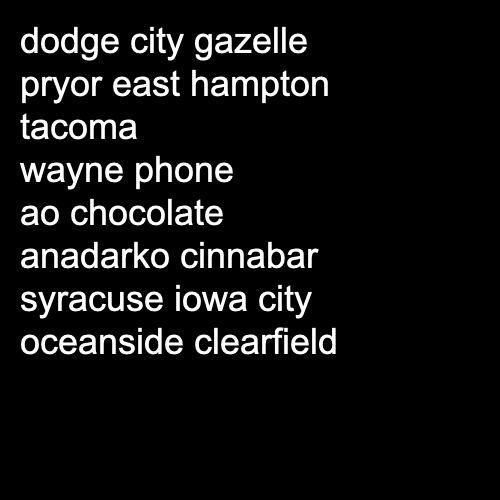 dodge city gazelle
pryor east hampton
tacoma
wayne phone
ao chocolate
anadarko cinnabar
syracuse iowa city
oceanside clearfield